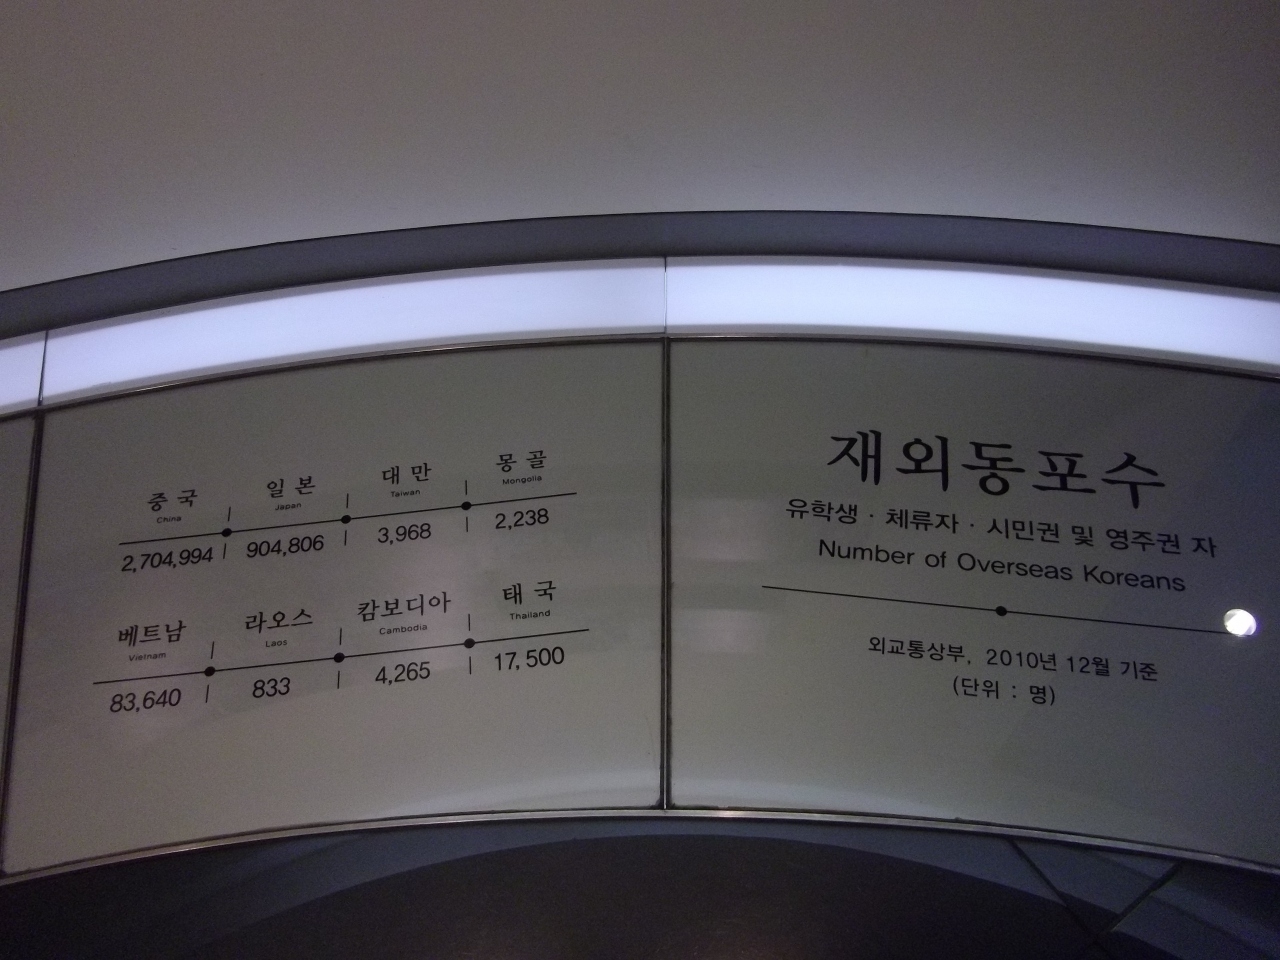 중국 일본 대만 몽골
China Japan Taiwan Mongolia
2,704,994 904,806 3,968 2,238
베트남 라오스 캄보디아 태국
Vietnam Laos Cambodia Thailand
83,640 833 4,265 17,500
재외동포수
유학생 · 체류자 · 시민권 및 영주권 자
Number of Overseas Koreans
외교통상부, 2010년 12월 기준
(단위 : 명)